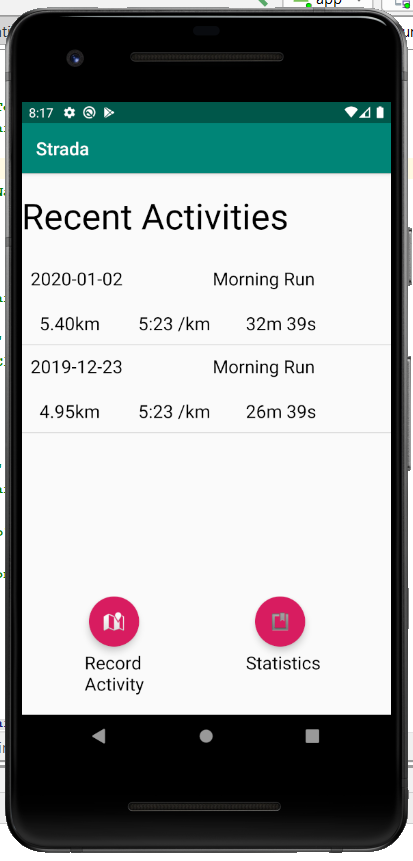 app
8:17
Strada
Recent Activities
2020-01-02 Morning Run
5.40km 5:23 /km 32m 39s
2019-12-23 Morning Run
4.95km 5:23 /km 26m 39s
Record Activity
Statistics